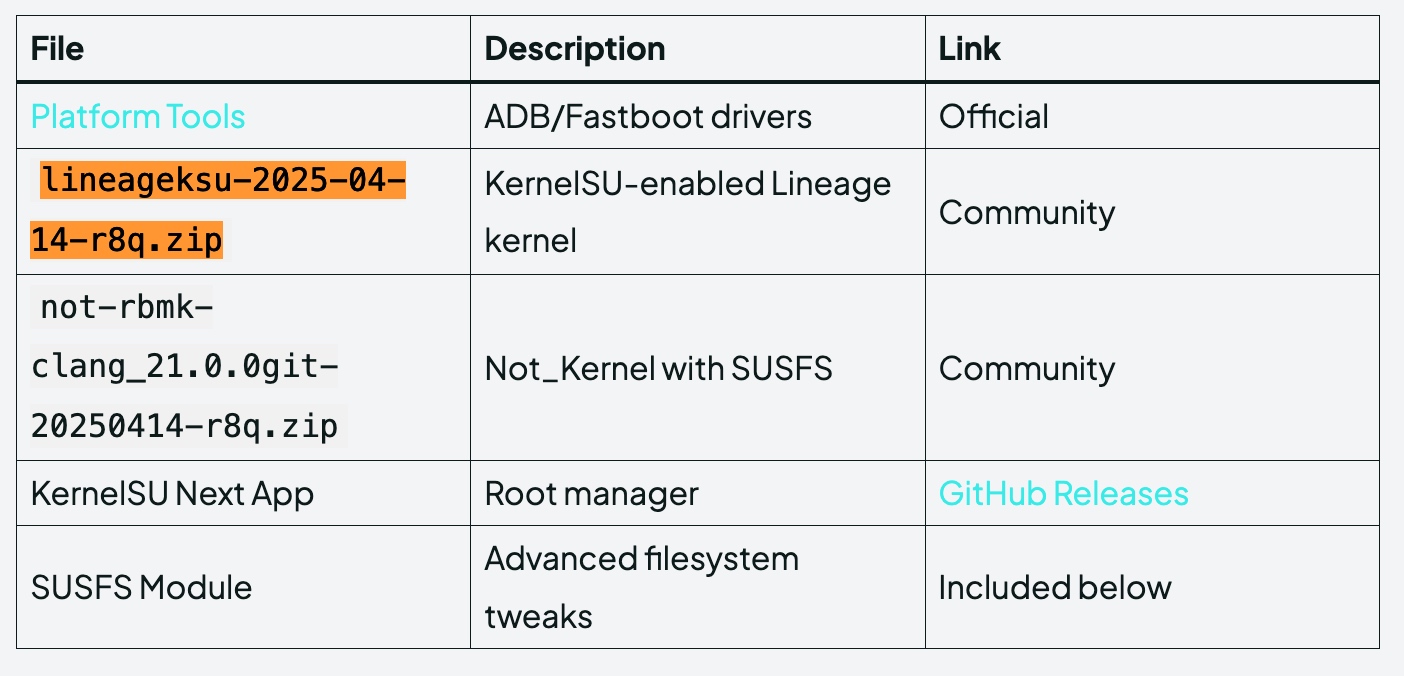 File Description Link
Platform Tools ADB/Fastboot drivers Official
lineageksu-2025-04-
14-r8q.zip
KernelSU-enabled Lineage
kernel
Community
not-rbmk-
clang_21.0.0git-
20250414-r8q.zip
Not_Kernel with SUSFS
Community
KernelSU Next App Root manager GitHub Releases
SUSFS Module
Advanced filesystem
tweaks
Included below